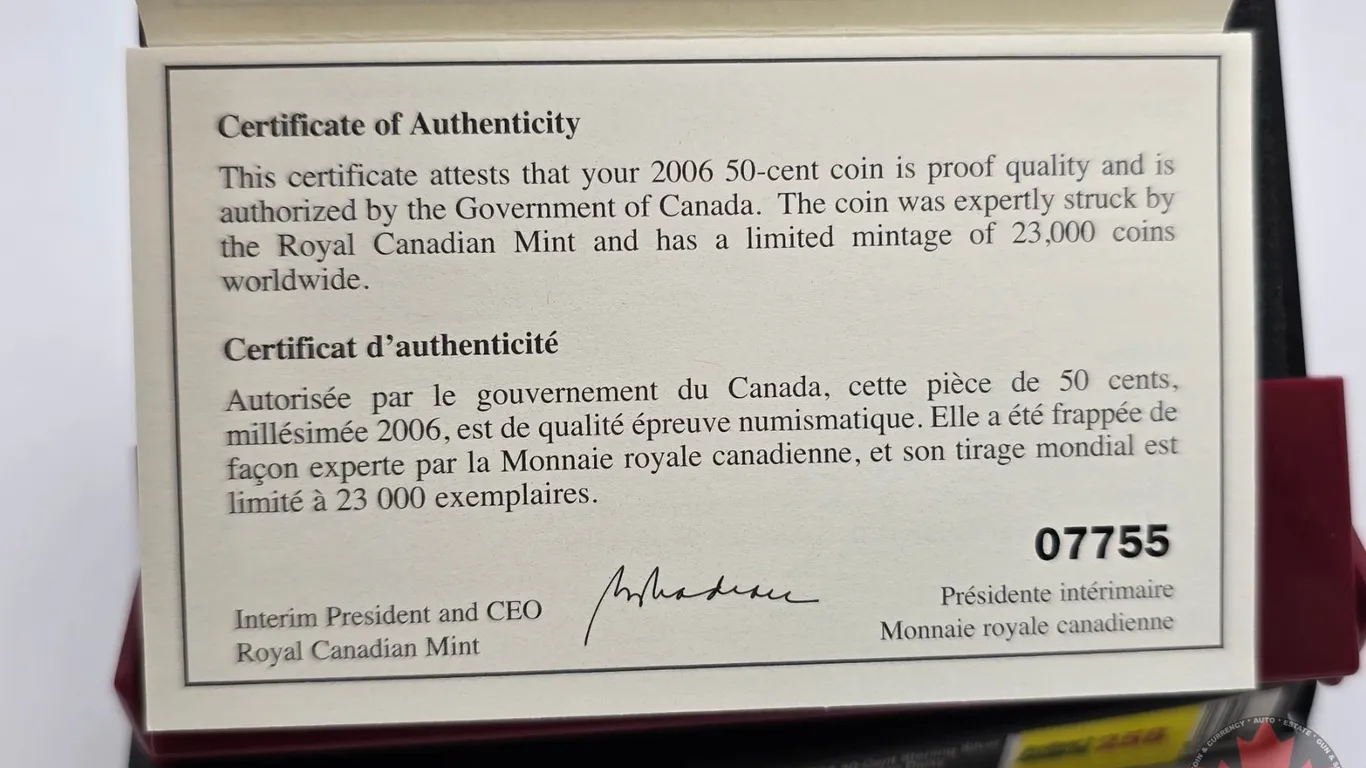 Certificate of Authenticity
This certificate attests that your 2006 50-cent coin is proof quality and is
authorized by the Government of Canada. The coin was expertly struck by
the Royal Canadian Mint and has a limited mintage of 23,000 coins
worldwide.
Certificat d'authenticité
Autorisée par le gouvernement du Canada, cette pièce de 50 cents,
millésimée 2006, est de qualité épreuve numismatique. Elle a été frappée de
façon experte par la Monnaie royale canadienne, et son tirage mondial est
limité à 23 000 exemplaires.
07755
Interim President and CEO
Royal Canadian Mint
Présidente intérimaire
Monnaie royale canadienne
& CURRENCY • AUTO • ESTATE • GUN &